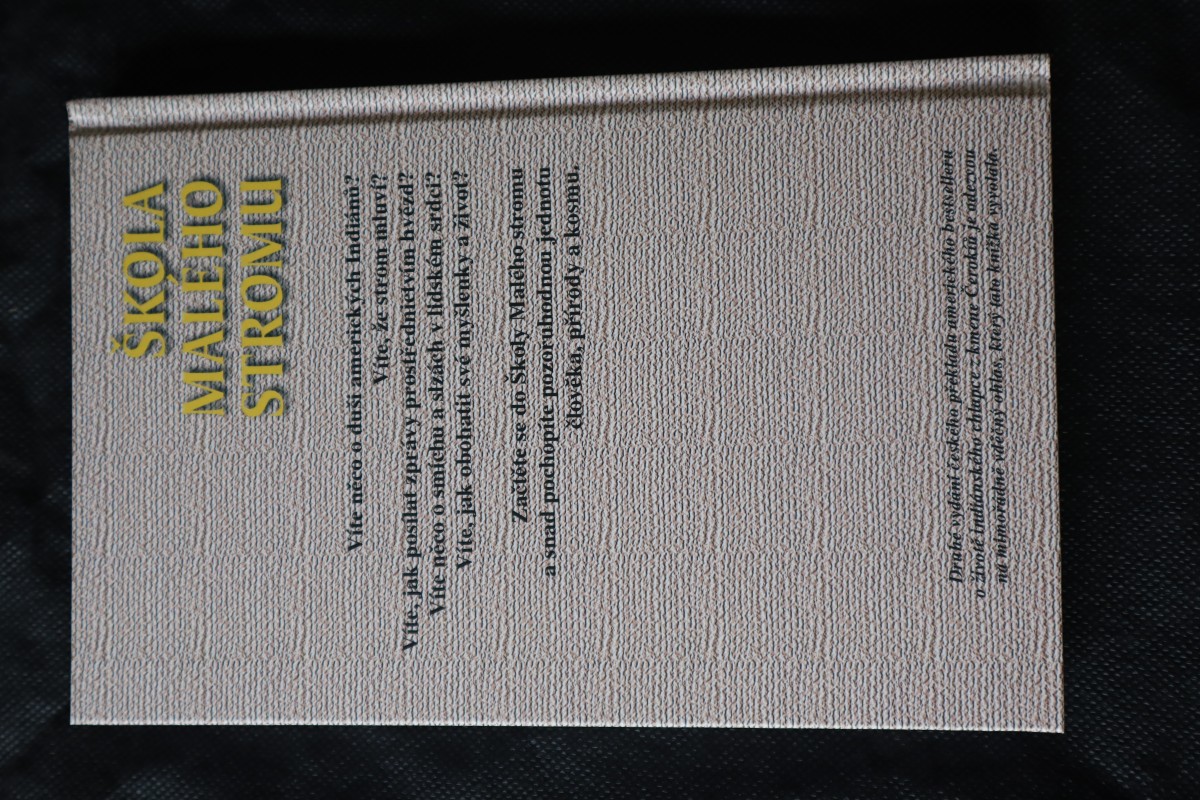 ŠKOLA
MALÉHO
STROMU
Víte něco o duši amerických Indiánů?
Víte, že strom mluví?
Víte, jak posílat zprávy prostřednetvím hvězd?
Víte něco o smíchu a slzách v lidském srdci?
Víte, jak obohatit své myšlenky a život?
Začtěte se do Školy Malého stromu
a snad pochopíte pozoruhodnou jednotu
člověka, přírody a kosmu.
Druhé vydaní českého překladu amerického bestselleru
o životě indiánského chlapce z kmene Čerokíů je odezvou
na mimořádně vděčný ohlas, který tato knížka vyvolala.